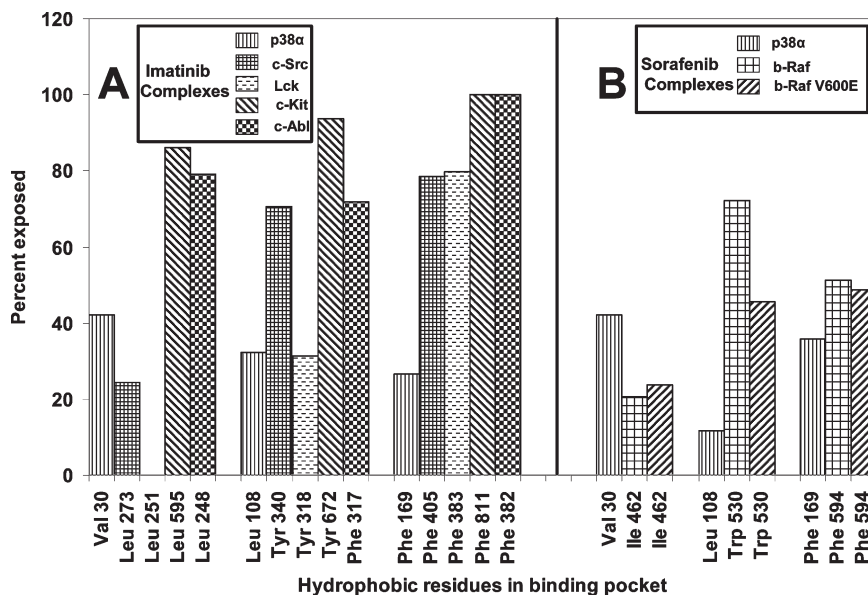 120
100
80
60
40
20
0
Percent exposed
A
Imatinib
Complexes
p38α
c-Src
Lck
c-Kit
c-Abl
B
Sorafenib
Complexes
p38α
b-Raf
b-Raf V600E
Val 30
Leu 273
Leu 251
Leu 595
Leu 248
Leu 108
Tyr 340
Tyr 318
Tyr 672
Phe 317
Phe 169
Phe 405
Phe 383
Phe 811
Phe 382
Val 30
Ile 462
Ile 462
Leu 108
Trp 530
Trp 530
Phe 169
Phe 594
Phe 594
Hydrophobic residues in binding pocket